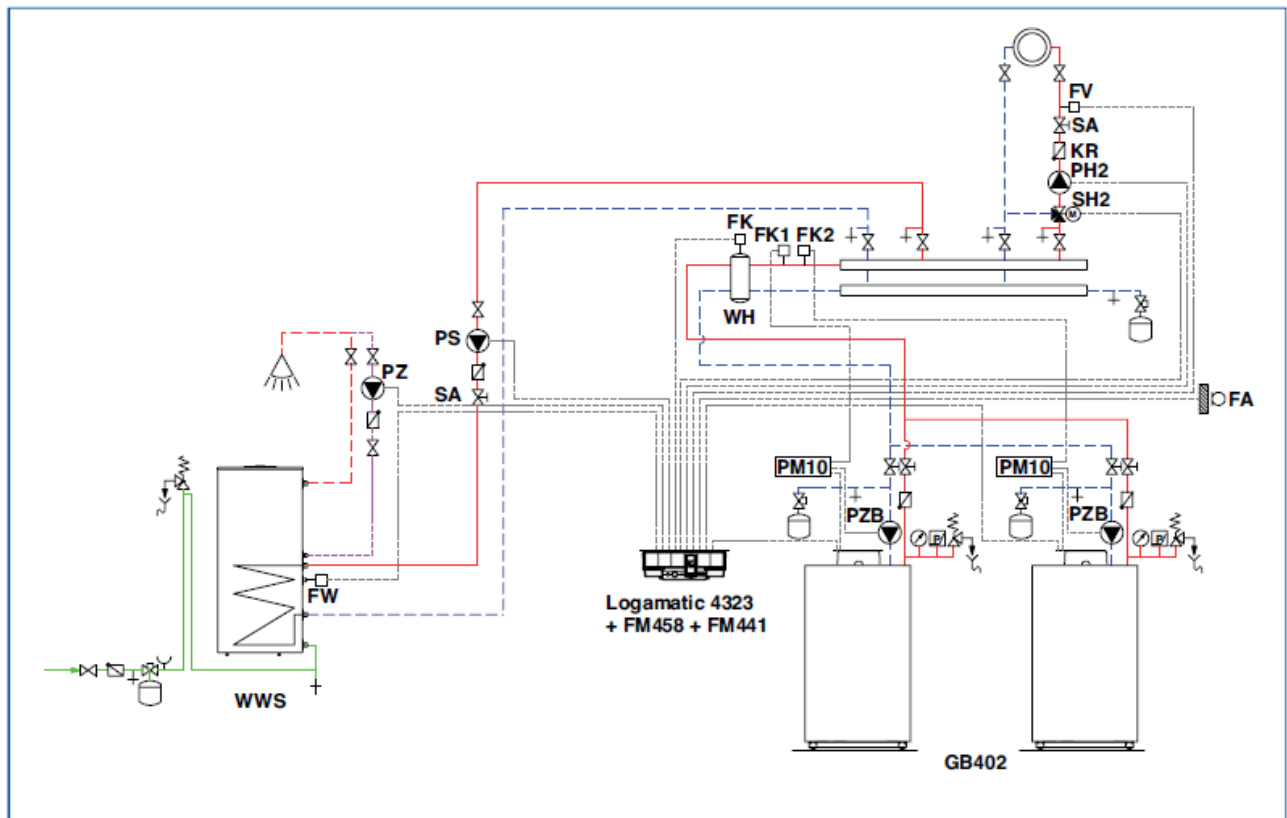 FV
SA
KR
PH2
SH2
M
FK
FK1 FK2
WH
PS
PZ
SA
FA
PM10
PM10
PZB
PZB
P
P
FW
Logamatic 4323
+ FM458 + FM441
WWS
GB402